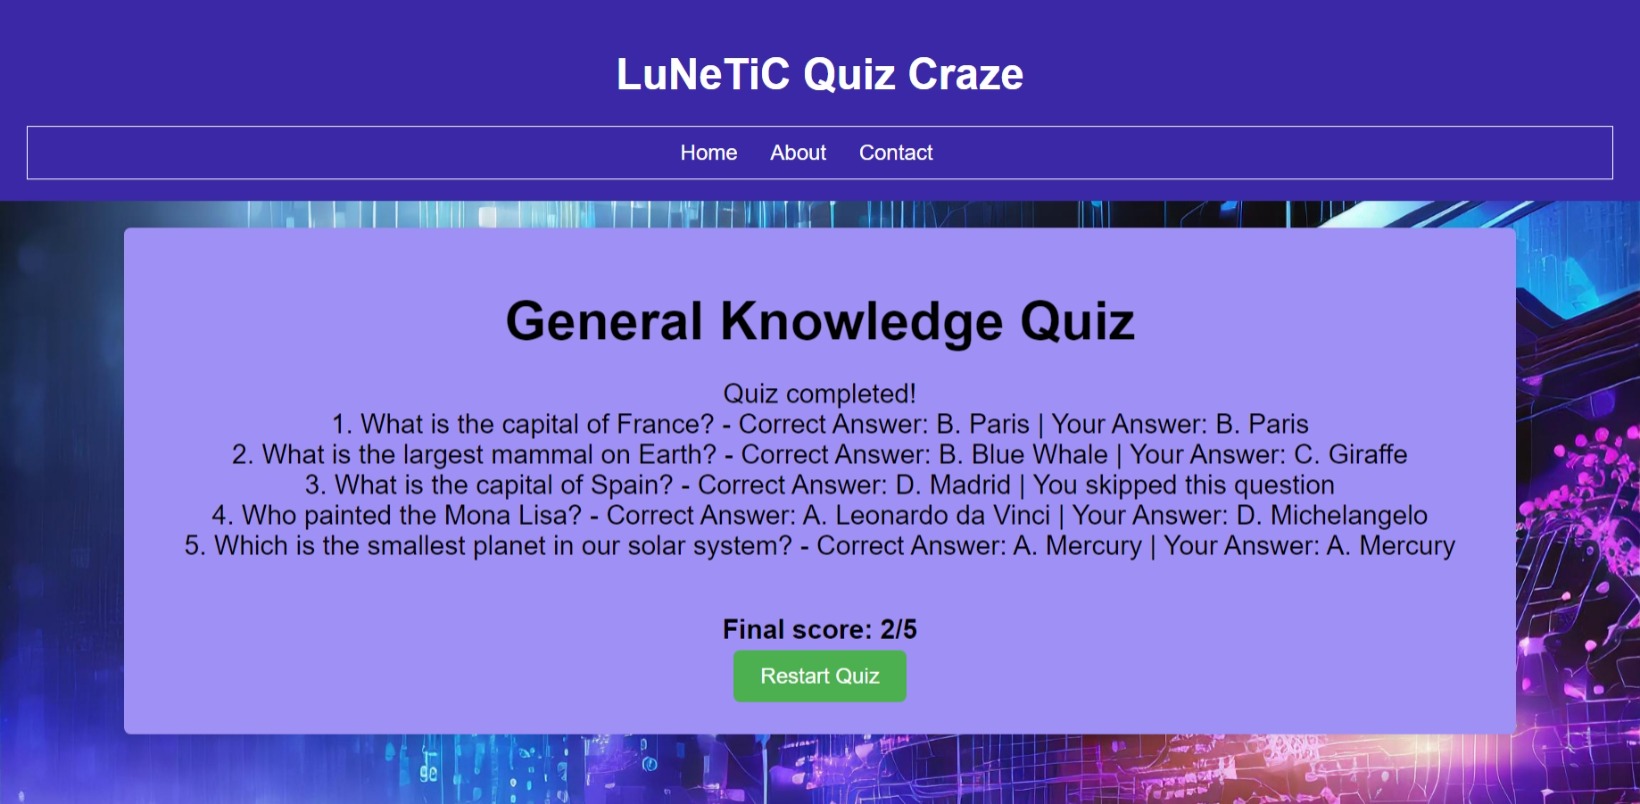 LuNeTiC Quiz Craze
Home About Contact
General Knowledge Quiz
Quiz completed!
1. What is the capital of France? - Correct Answer: B. Paris | Your Answer: B. Paris
2. What is the largest mammal on Earth? - Correct Answer: B. Blue Whale | Your Answer: C. Giraffe
3. What is the capital of Spain? - Correct Answer: D. Madrid | You skipped this question
4. Who painted the Mona Lisa? - Correct Answer: A. Leonardo da Vinci | Your Answer: D. Michelangelo
5. Which is the smallest planet in our solar system? - Correct Answer: A. Mercury | Your Answer: A. Mercury
Final score: 2/5
Restart Quiz